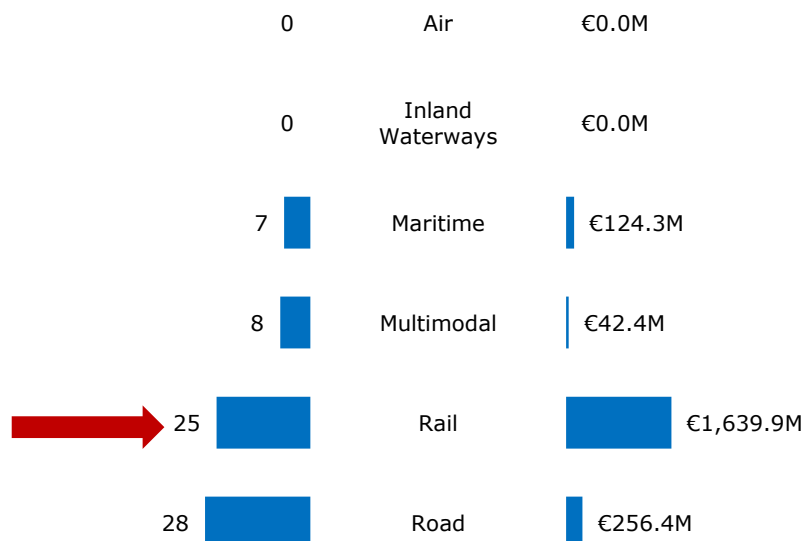 0 Air €0.0M
0 Inland Waterways €0.0M
7 Maritime €124.3M
8 Multimodal €42.4M
25 Rail €1,639.9M
28 Road €256.4M